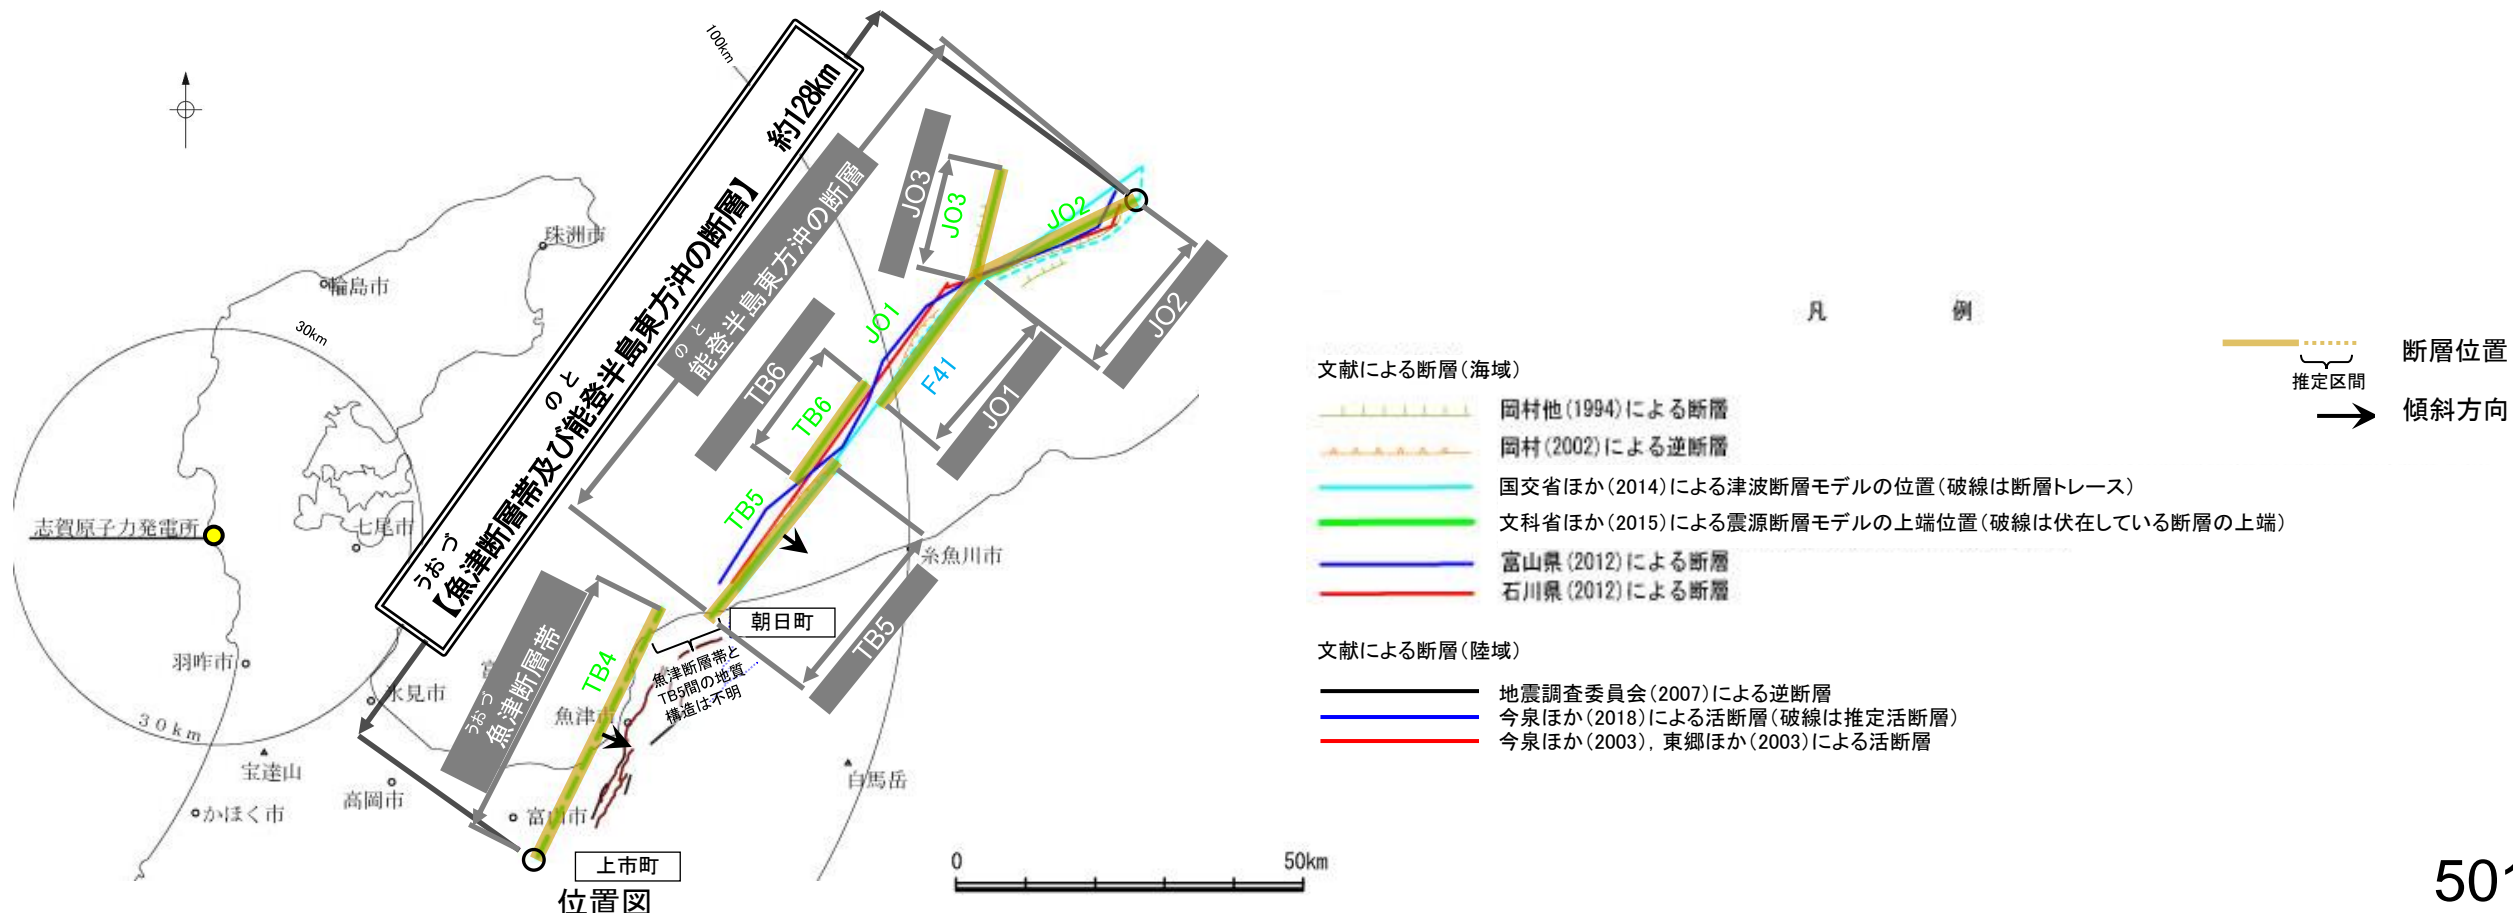 100km
約128km
【魚津断層帯及び能登半島東方沖の断層】
うおづ
のと
のと
能登半島東方沖の断層
JO3
JO3
JO2
JO2
珠洲市
輪島市
30km
JO1
F41
JO1
TB6
TB6
TB5
TB5
志賀原子力発電所
七尾市
糸魚川市
朝日町
魚津断層帯と
TB5間の地質
構造は不明
TB4
うおづ
魚津断層帯
羽咋市
氷見市
魚津市
30km
宝達山
高岡市
白馬岳
かほく市
富山市
上市町
位置図
0
50km
凡 例
断層位置
推定区間
傾斜方向
文献による断層(海域)
岡村他(1994)による断層
岡村(2002)による逆断層
国交省ほか(2014)による津波断層モデルの位置(破線は断層トレース)
文科省ほか(2015)による震源断層モデルの上端位置(破線は伏在している断層の上端)
富山県(2012)による断層
石川県(2012)による断層
文献による断層(陸域)
地震調査委員会(2007)による逆断層
今泉ほか(2018)による活断層(破線は推定活断層)
今泉ほか(2003),東郷ほか(2003)による活断層
501